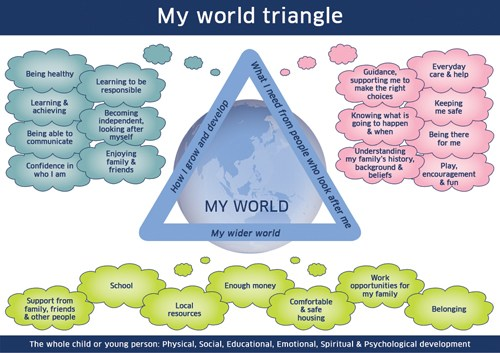 My world triangle
Being healthy
Learning to be
responsible
Learning &
achieving
Becoming
independent,
looking after
myself
Being able to
communicate
Enjoying
family &
friends
Confidence in
who I am
How I grow and develop
What I need from people who look after me
MY WORLD
My wider world
Guidance,
supporting me to
make the right
choices
Everyday
care & help
Knowing what is
going to happen
& when
Keeping
me safe
Understanding
my family's history,
background &
beliefs
Being there
for me
Play,
encouragement
& fun
Support from
family, friends
& other people
School
Local
resources
Enough money
Comfortable
& safe
housing
Work
opportunities for
my family
Belonging
The whole child or young person: Physical, Social, Educational, Emotional, Spiritual & Psychological development